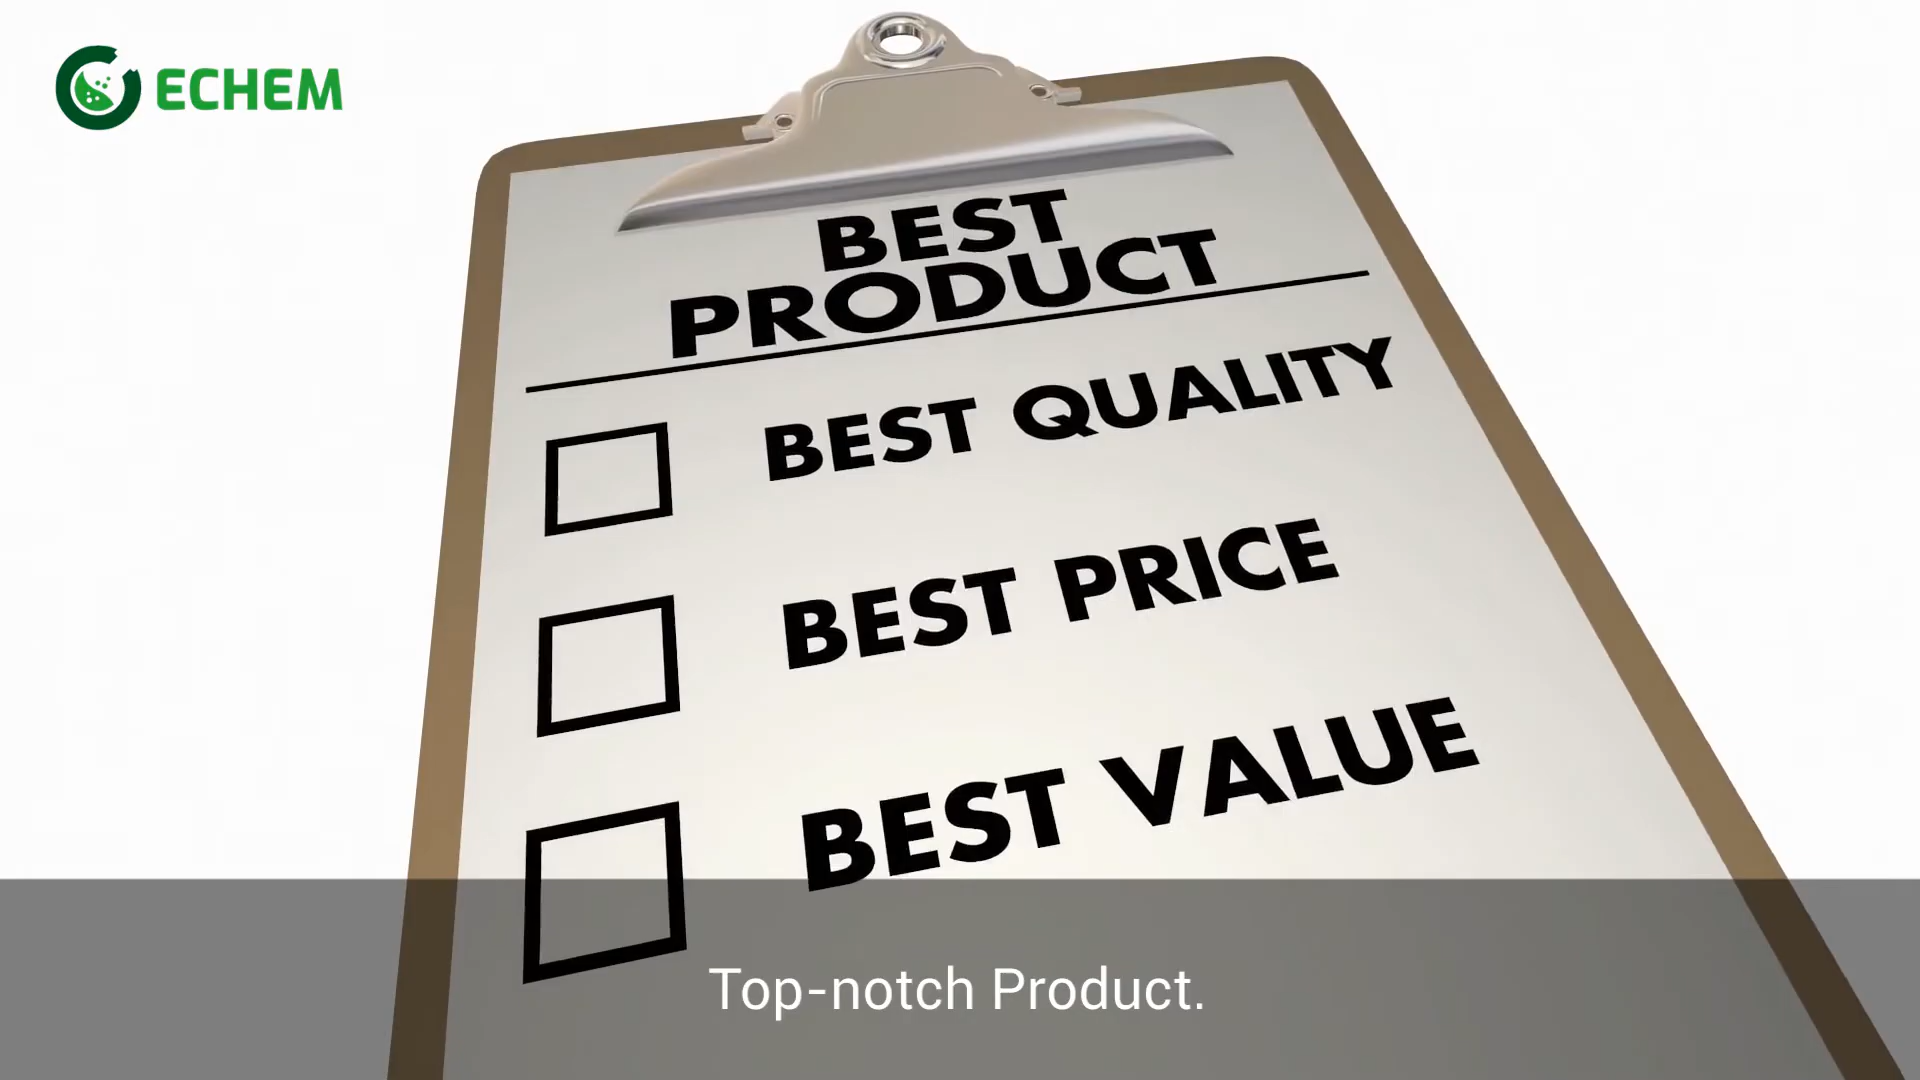 ECHEM
BEST
PRODUCT
BEST QUALITY
BEST PRICE
BEST VALUE
Top-notch Product.